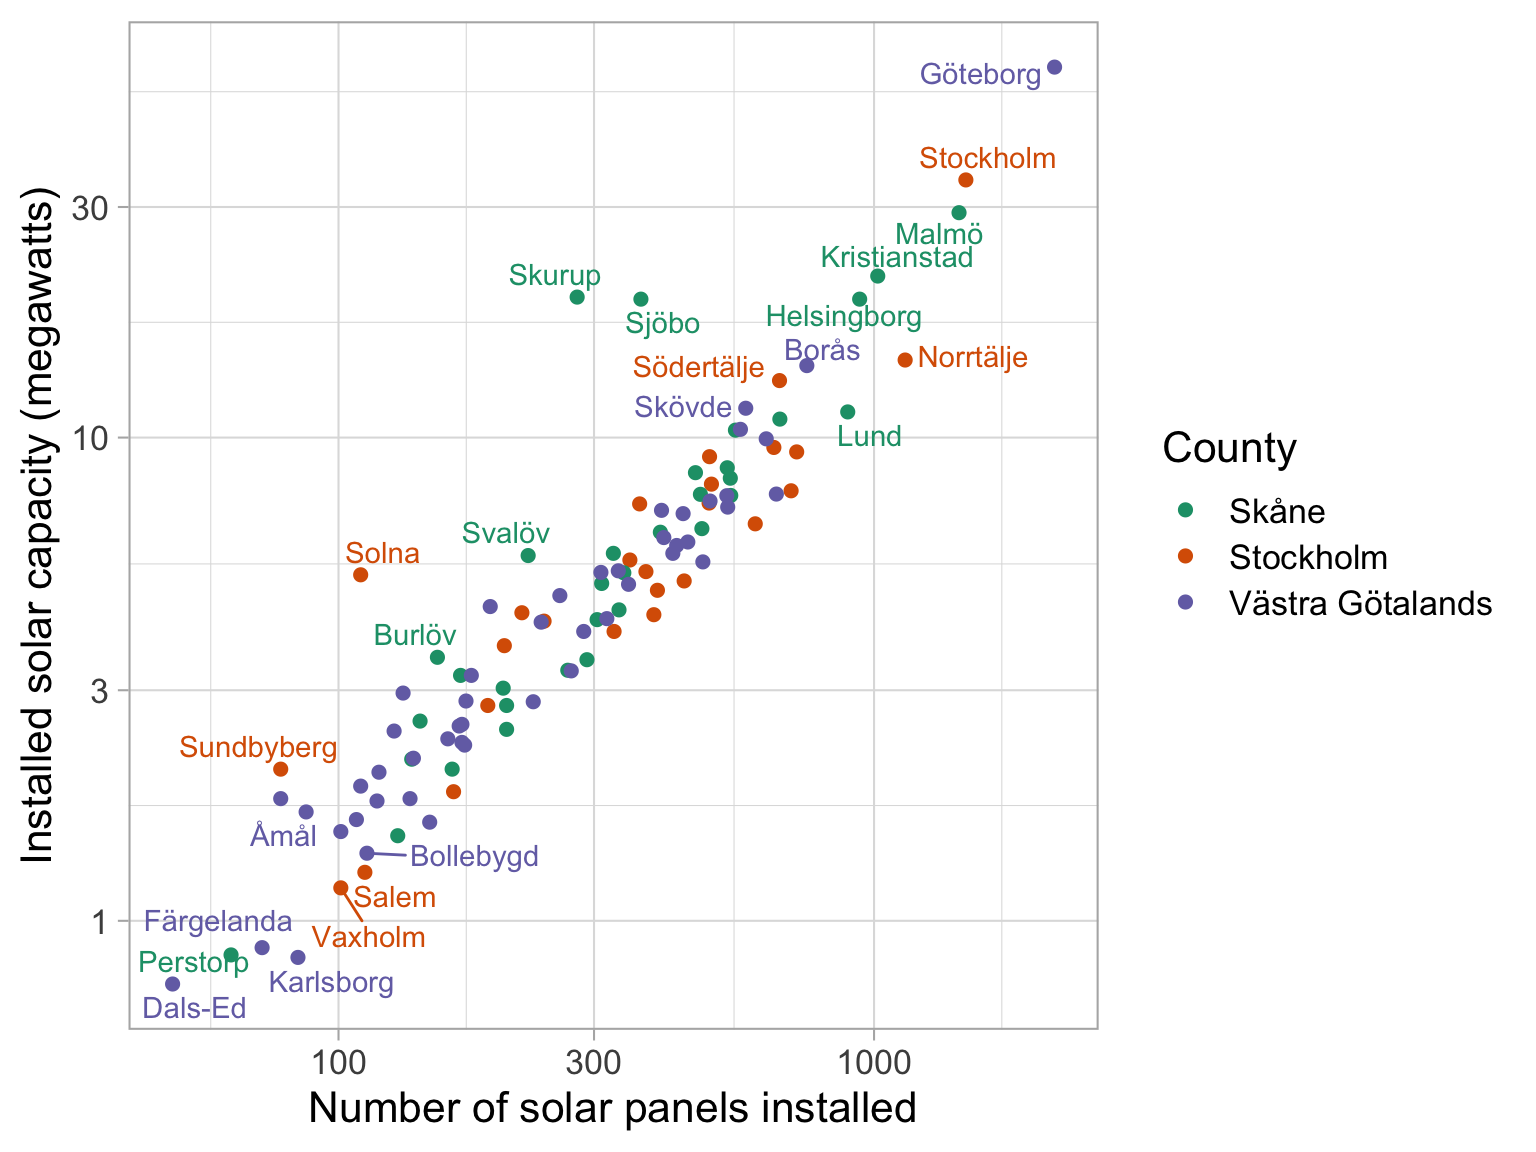 Göteborg
Stockholm
30
Malmö
Kristianstad
Skurup
Sjöbo
Helsingborg
Borås
Norrtälje
Södertälje
Skövde
10
Lund
Svalöv
Solna
Burlöv
3
Sundbyberg
Åmål
Bollebygd
Salem
1
Färgelanda
Vaxholm
Perstorp
Karlsborg
Dals-Ed
100 300 1000
Number of solar panels installed
Installed solar capacity (megawatts)
County
Skåne
Stockholm
Västra Götalands